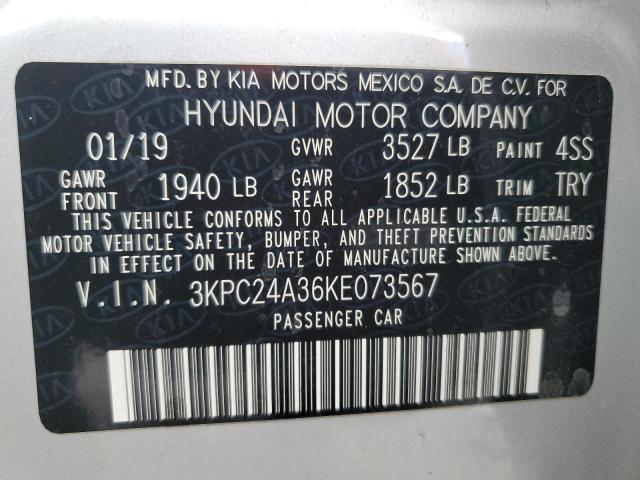 MFD. BY KIA MOTORS MEXICO S.A. DE C.V. FOR
HYUNDAI MOTOR COMPANY
01/19 GVWR 3527 LB PAINT 4SS
GAWR FRONT 1940 LB GAWR REAR 1852 LB TRIM TRY
THIS VEHICLE CONFORMS TO ALL APPLICABLE U.S.A. FEDERAL
MOTOR VEHICLE SAFETY, BUMPER, AND THEFT PREVENTION STANDARDS
IN EFFECT ON THE DATE OF MANUFACTURE SHOWN ABOVE.
V.I.N. 3KPC24A36KE073567
PASSENGER CAR